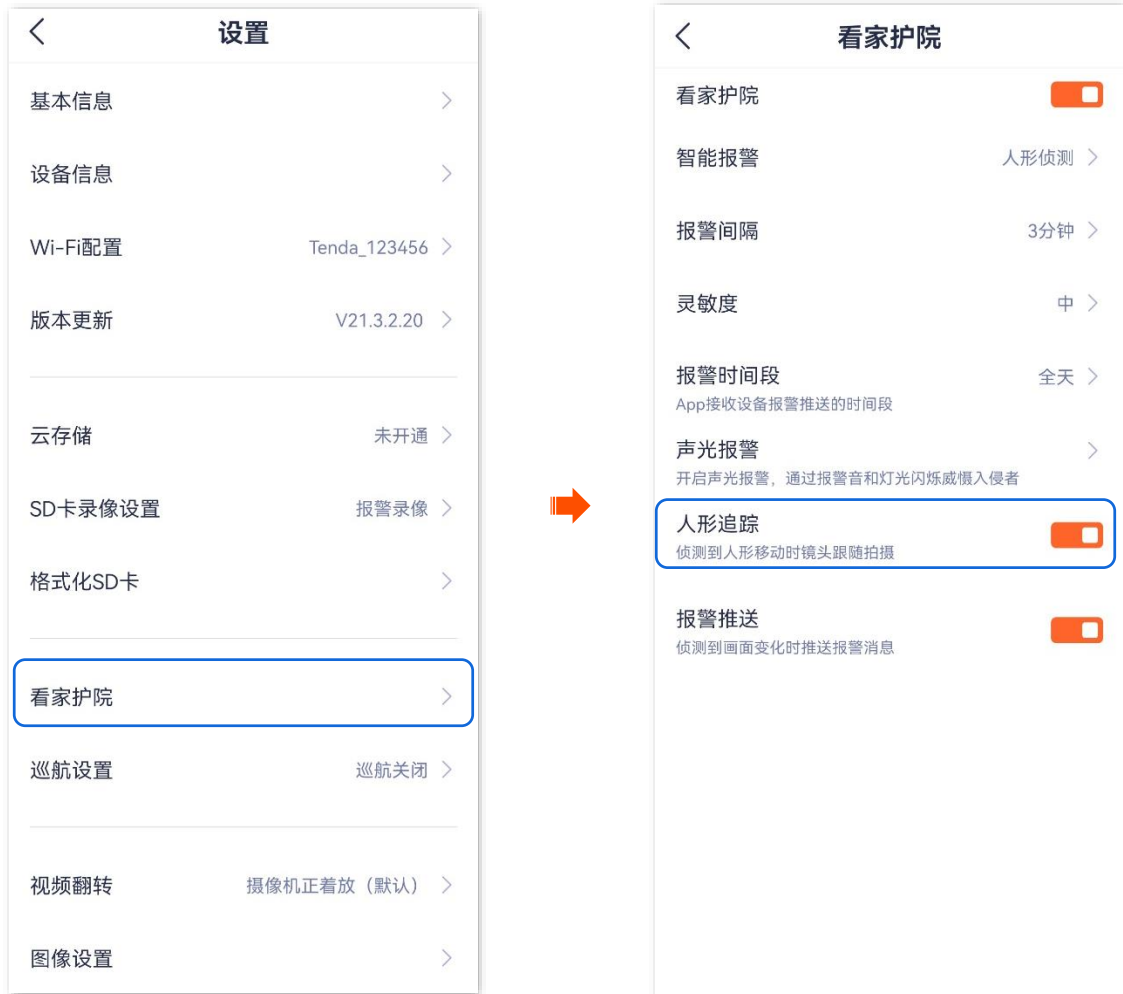 设置
基本信息
设备信息
Wi-Fi配置 Tenda_123456
版本更新 V21.3.2.20
云存储 未开通
SD卡录像设置 报警录像
格式化SD卡
看家护院
巡航设置 巡航关闭
视频翻转 摄像机正着放（默认）
图像设置
看家护院
看家护院
智能报警 人形侦测
报警间隔 3分钟
灵敏度 中
报警时间段 全天
App接收设备报警推送的时间段
声光报警
开启声光报警，通过报警音和灯光闪烁威慑入侵者
人形追踪
侦测到人形移动时镜头跟随拍摄
报警推送
侦测到画面变化时推送报警消息